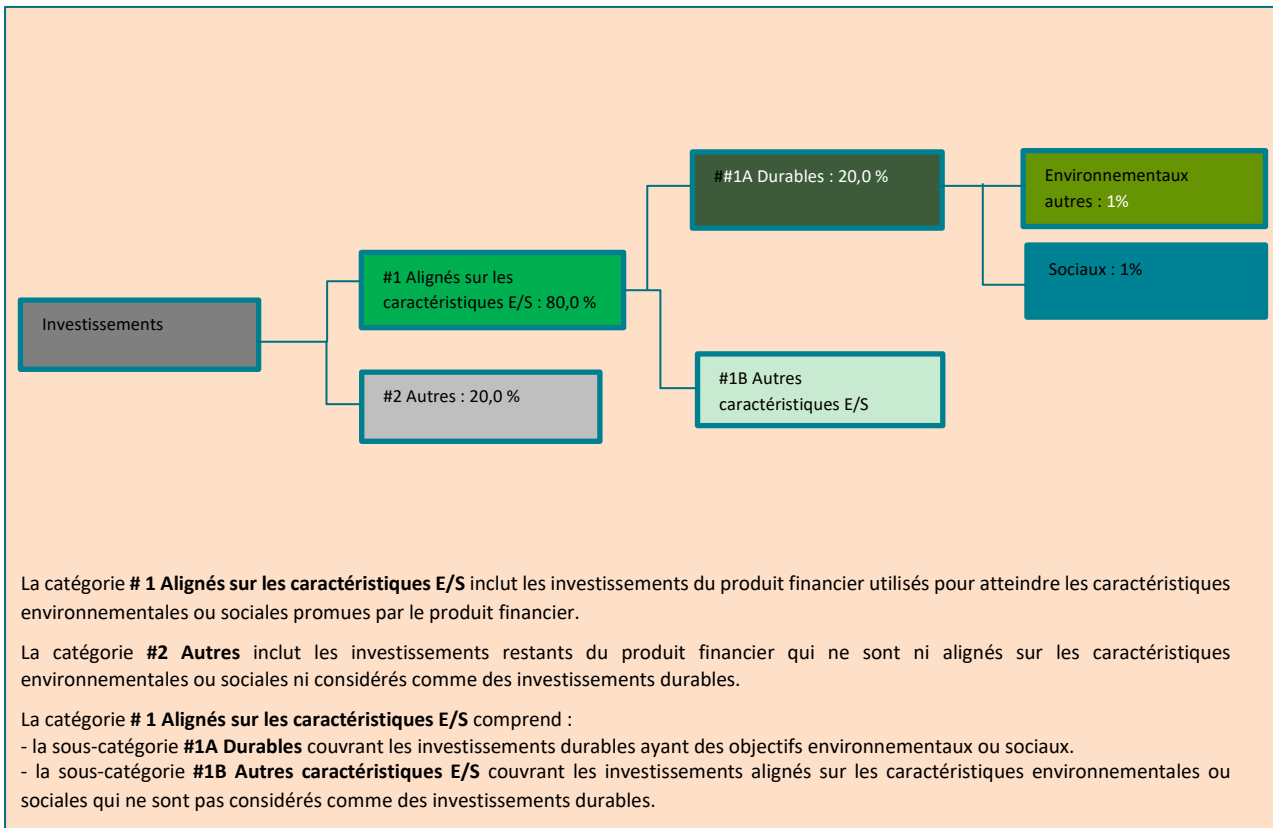 ##1A Durables : 20,0 %
Environnementaux
autres : 1%
Sociaux : 1%
#1 Alignés sur les
caractéristiques E/S : 80,0 %
Investissements
#2 Autres : 20,0 %
#1B Autres
caractéristiques E/S
La catégorie # 1 Alignés sur les caractéristiques E/S inclut les investissements du produit financier utilisés pour atteindre les caractéristiques
environnementales ou sociales promues par le produit financier.
La catégorie #2 Autres inclut les investissements restants du produit financier qui ne sont ni alignés sur les caractéristiques
environnementales ou sociales ni considérés comme des investissements durables.
La catégorie # 1 Alignés sur les caractéristiques E/S comprend :
- la sous-catégorie #1A Durables couvrant les investissements durables ayant des objectifs environnementaux ou sociaux.
- la sous-catégorie #1B Autres caractéristiques E/S couvrant les investissements alignés sur les caractéristiques environnementales ou
sociales qui ne sont pas considérés comme des investissements durables.